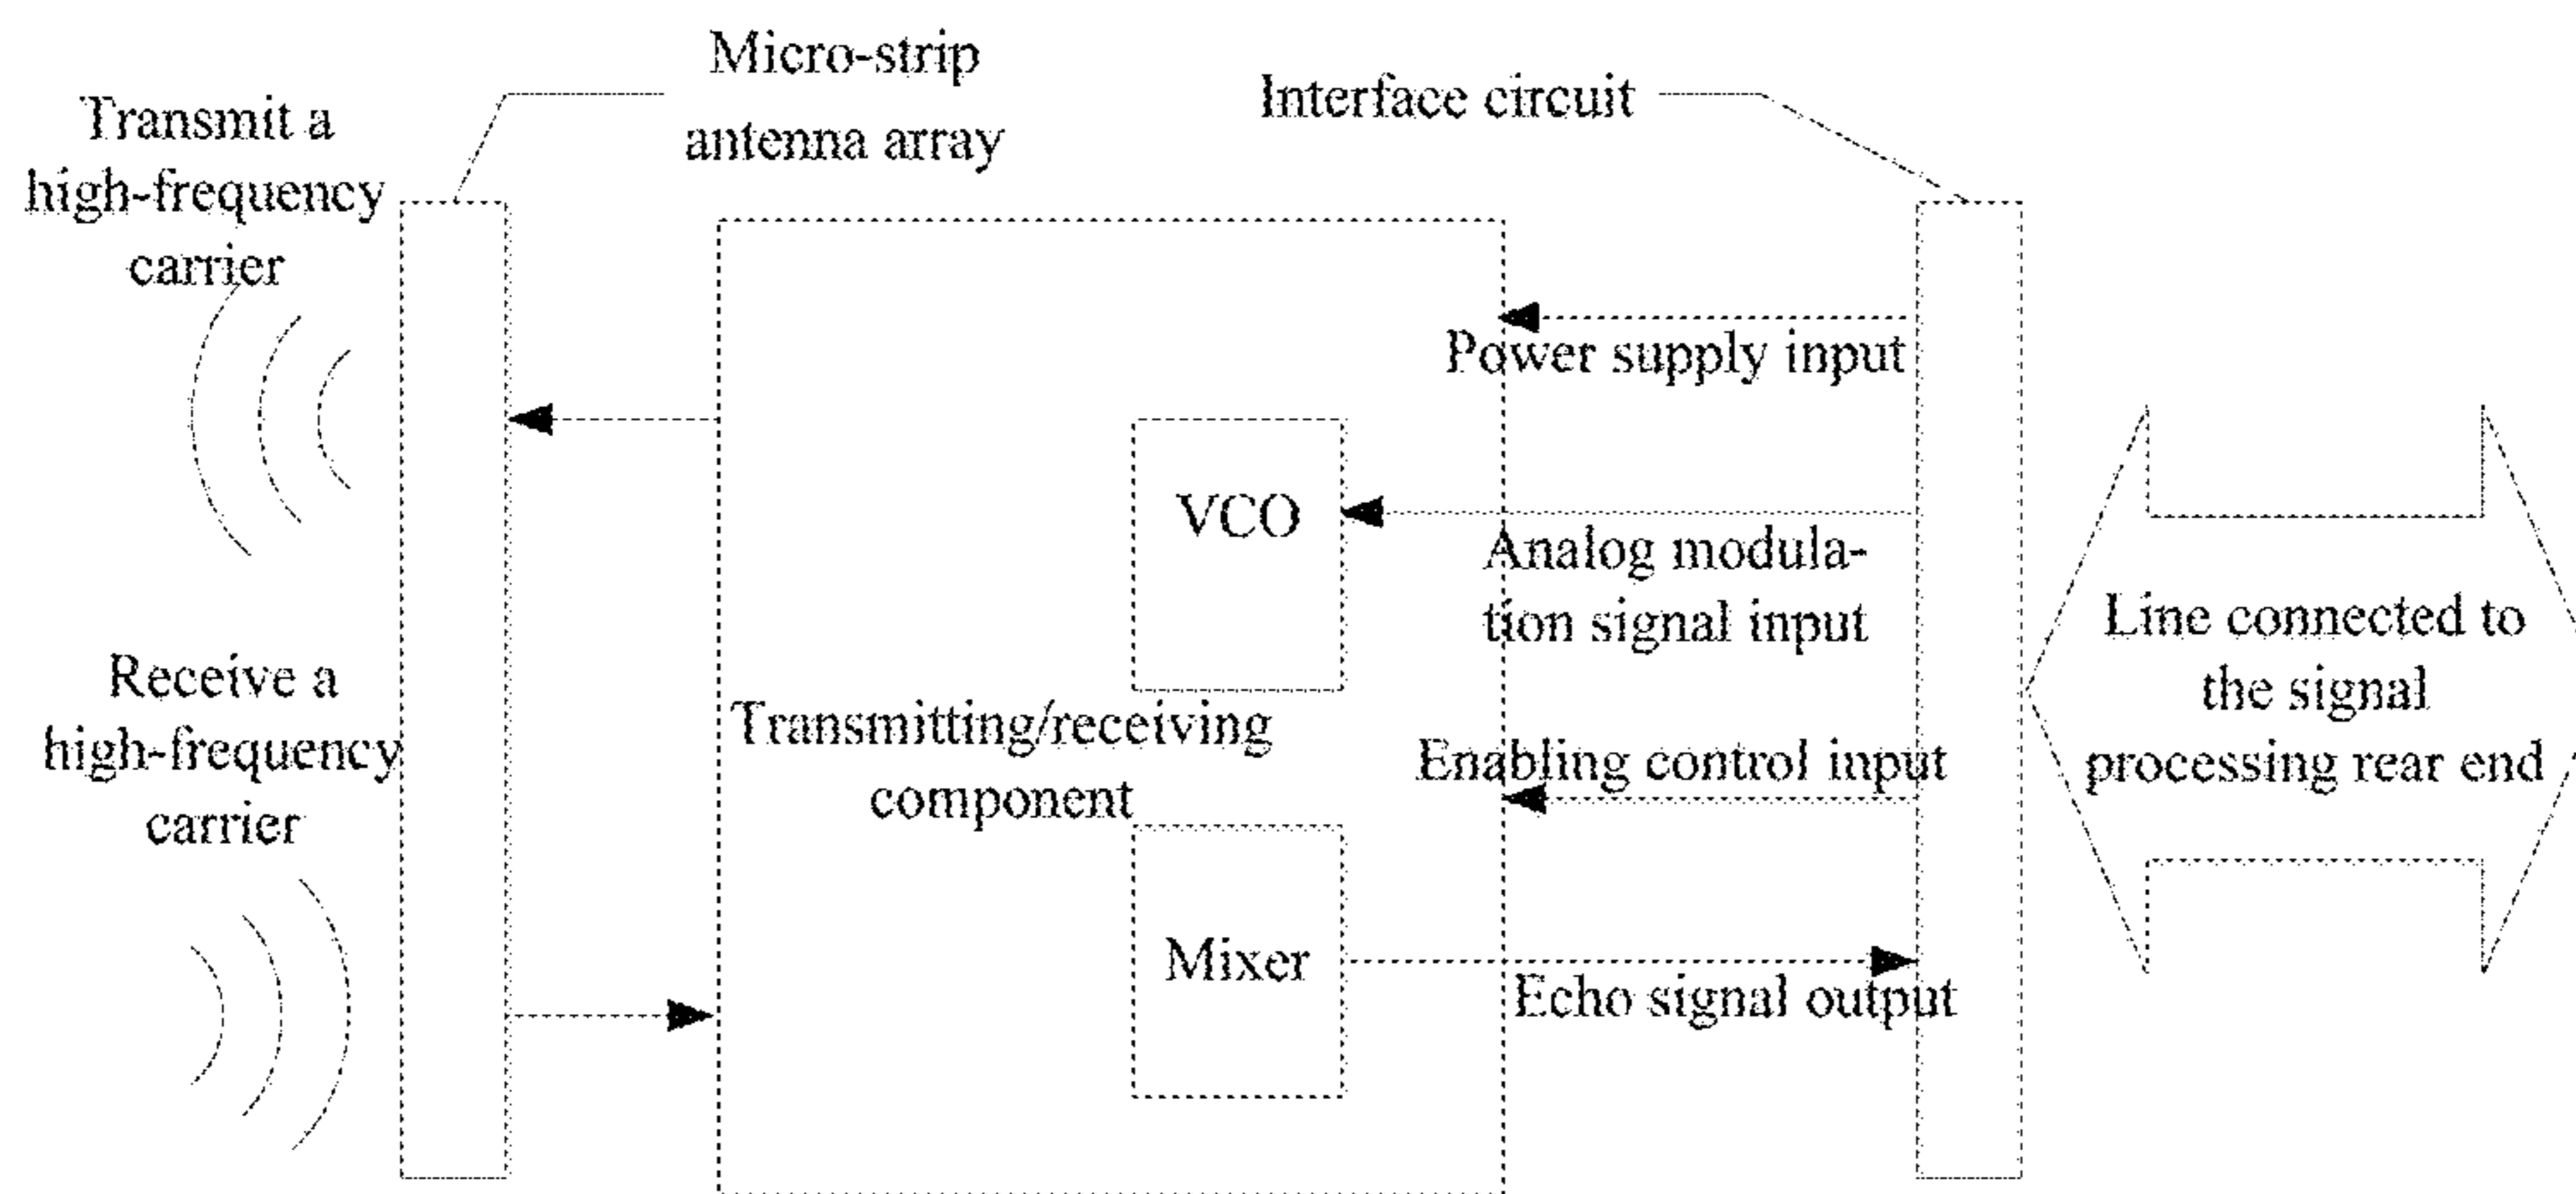 Micro-strip
antenna array
Interface circuit
Transmit a
high-frequency
carrier
Power supply input
VCO
Analog modula-
tion signal input
Line connected to
the signal
processing rear end
Receive a
high-frequency
carrier
Transmitting/receiving
component
Enabling control input
Mixer
Echo signal output